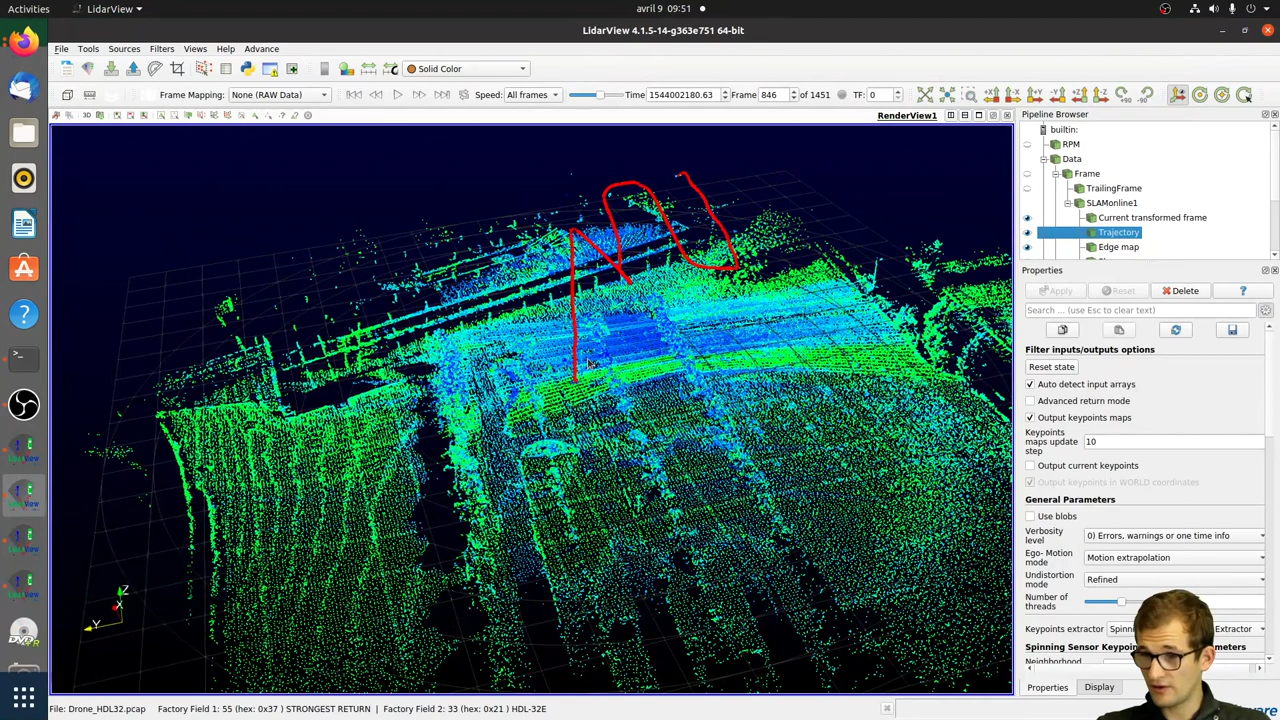 Activities
LidarView
avril 9 09:51
LidarView 4.1.5-14-g363e751 64-bit
File Tools Sources Filters Views Help Advance
Solid Color
Frame Mapping: None (RAW Data) Speed: All frames Time 1544002180.63 Frame 846 of 1451 TF: 0
3D
RenderView1
Pipeline Browser
builtin:
RPM
Data
Frame
TrailingFrame
SLAMonline1
Current transformed frame
Trajectory
Edge map
Properties
Apply Reset Delete ?
Search ... (use Esc to clear text)
Filter inputs/outputs options
Reset state
Auto detect input arrays
Advanced return mode
Output keypoints maps
Keypoints
maps update 10
step
Output current keypoints
Output keypoints in WORLD coordinates
General Parameters
Use blobs
Verbosity
level 0) Errors, warnings or one time info
Ego- Motion
mode Motion extrapolation
Undistortion
mode Refined
Number of
threads
Keypoints extractor Extractor
Spinning Sensor
Properties Display
Z
X
Y
File: Drone_HDL32.pcap Factory Field 1: 55 (hex: 0x37 ) STRONGEST RETURN | Factory Field 2: 33 (hex: 0x21 ) HDL-32E